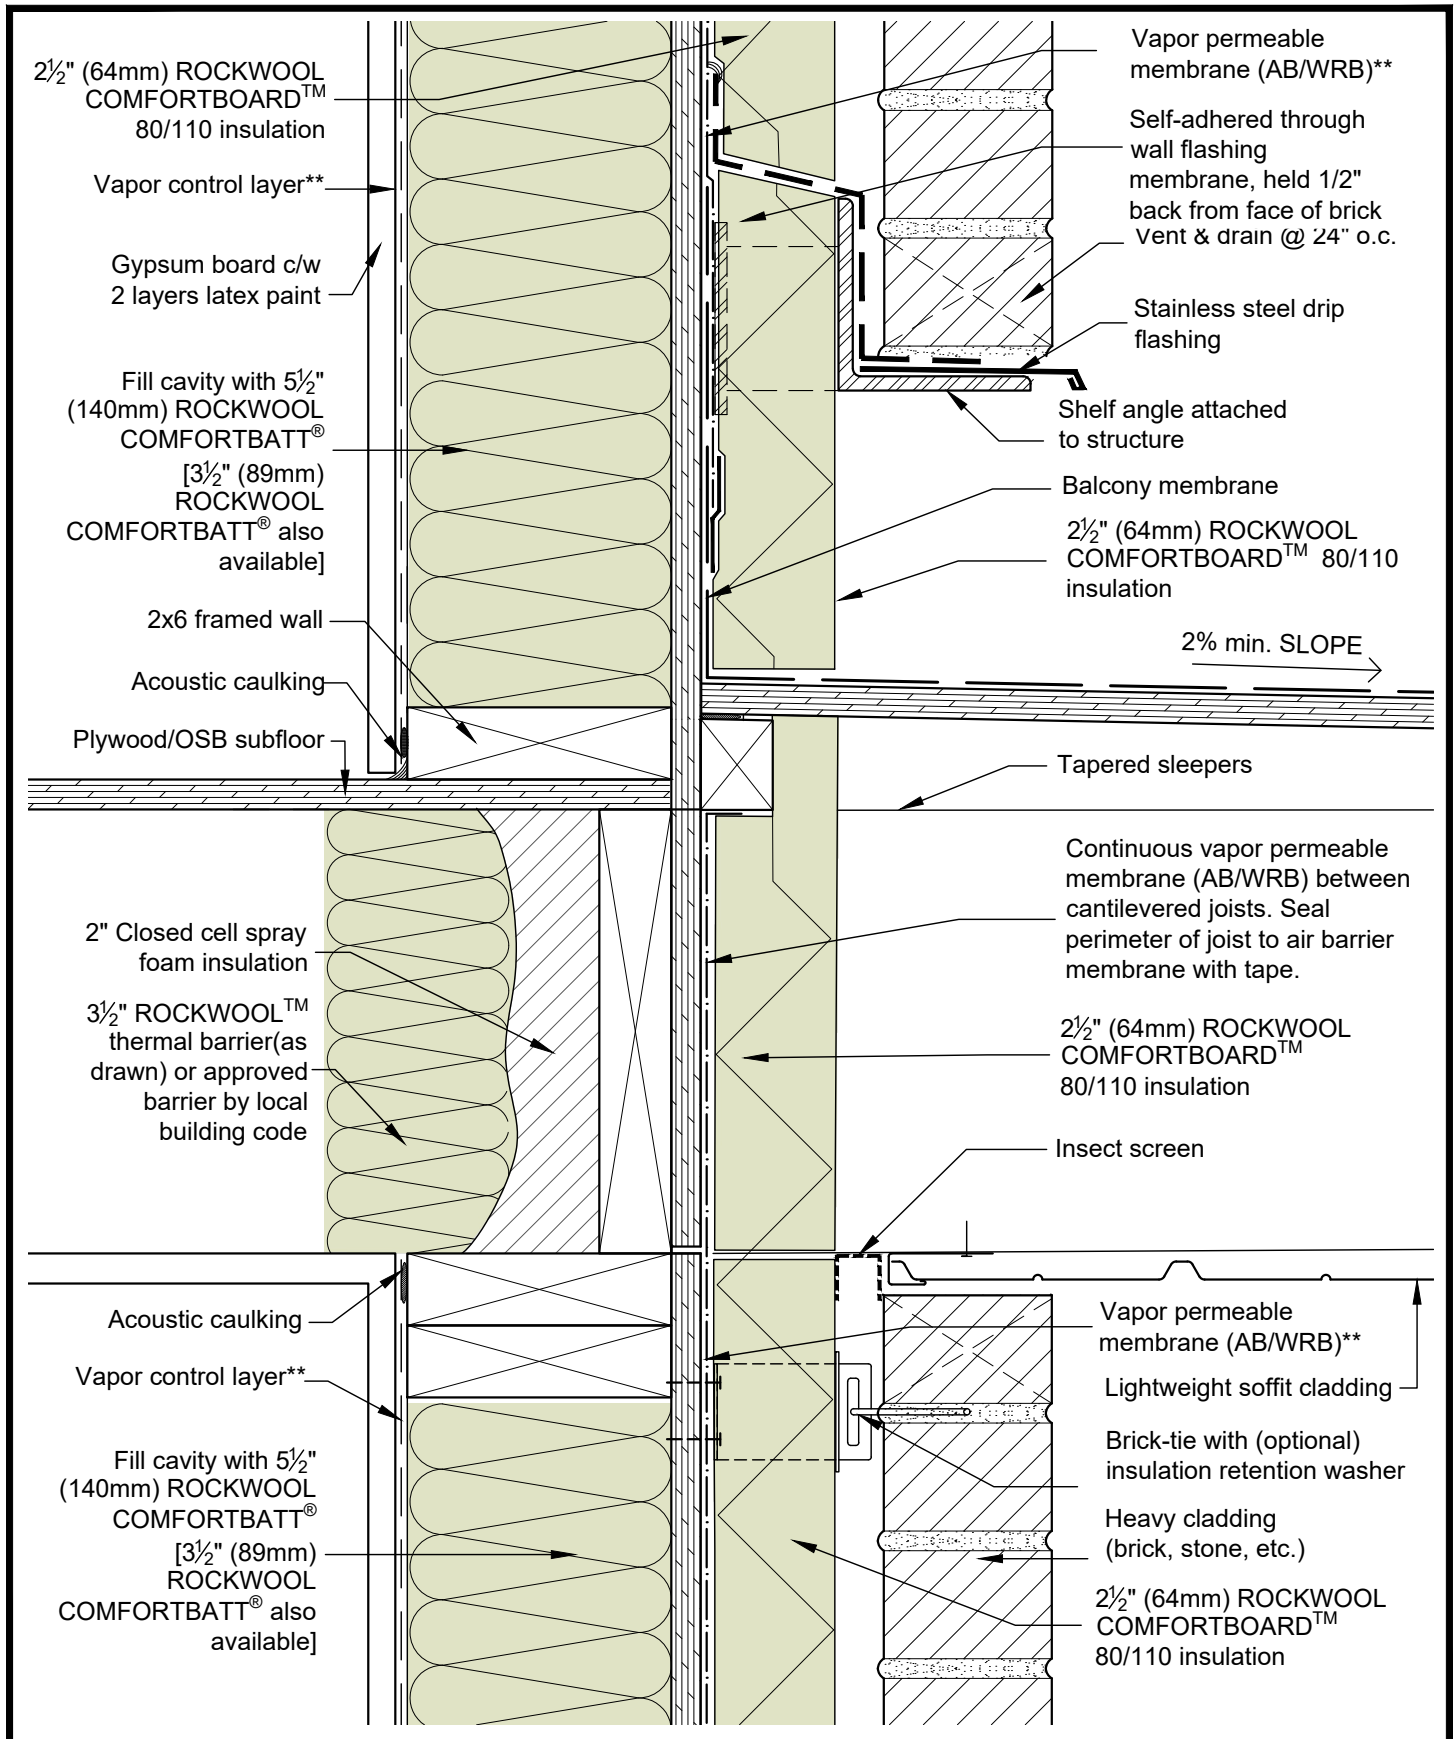 2½" (64mm) ROCKWOOL
COMFORTBOARD™
80/110 insulation
Vapor control layer**
Gypsum board c/w
2 layers latex paint
Fill cavity with 5½"
(140mm) ROCKWOOL
COMFORTBATT®
[3½" (89mm)
ROCKWOOL
COMFORTBATT® also
available]
2x6 framed wall
Acoustic caulking
Plywood/OSB subfloor
2" Closed cell spray
foam insulation
3½" ROCKWOOL™
thermal barrier(as
drawn) or approved
barrier by local
building code
Acoustic caulking
Vapor control layer**
Fill cavity with 5½"
(140mm) ROCKWOOL
COMFORTBATT®
[3½" (89mm)
ROCKWOOL
COMFORTBATT® also
available]
Vapor permeable
membrane (AB/WRB)**
Self-adhered through
wall flashing
membrane, held 1/2"
back from face of brick
Vent & drain @ 24" o.c.
Stainless steel drip
flashing
Shelf angle attached
to structure
Balcony membrane
2½" (64mm) ROCKWOOL
COMFORTBOARD™ 80/110
insulation
2% min. SLOPE
Tapered sleepers
Continuous vapor permeable
membrane (AB/WRB) between
cantilevered joists. Seal
perimeter of joist to air barrier
membrane with tape.
2½" (64mm) ROCKWOOL
COMFORTBOARD™
80/110 insulation
Insect screen
Vapor permeable
membrane (AB/WRB)**
Lightweight soffit cladding
Brick-tie with (optional)
insulation retention washer
Heavy cladding
(brick, stone, etc.)
2½" (64mm) ROCKWOOL
COMFORTBOARD™
80/110 insulation